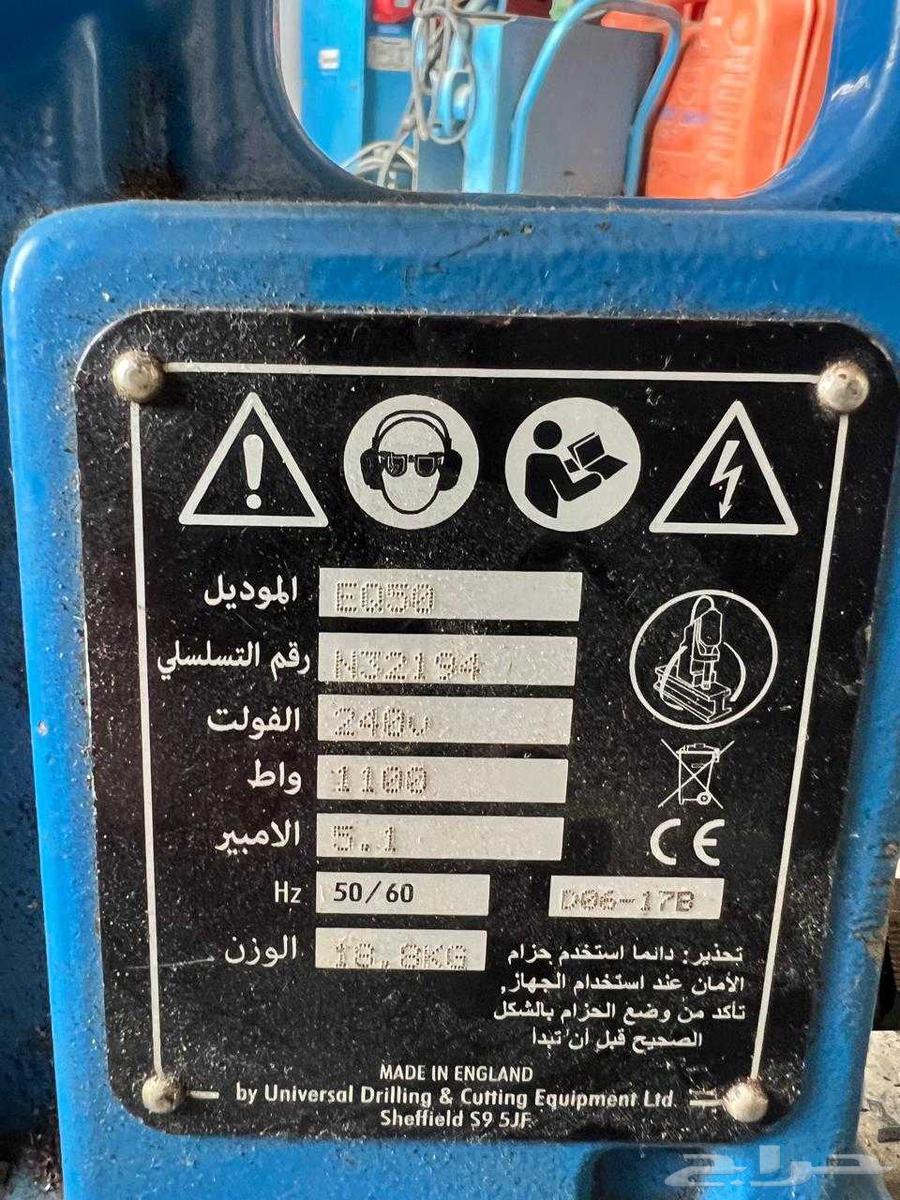 الموديل EQ50
رقم التسلسلي N32194
الفولت 240v
واط 1100
الامبير 5.1
Hz 50/60
D06-17B
الوزن 18.8KG
CE
تحذير: دائما استخدم حزام
الأمان عند استخدام الجهاز,
تأكد من وضع الحزام بالشكل
الصحيح قبل أن تبدا
MADE IN ENGLAND
by Universal Drilling & Cutting Equipment Ltd.
Sheffield S9 5JF.
حراج